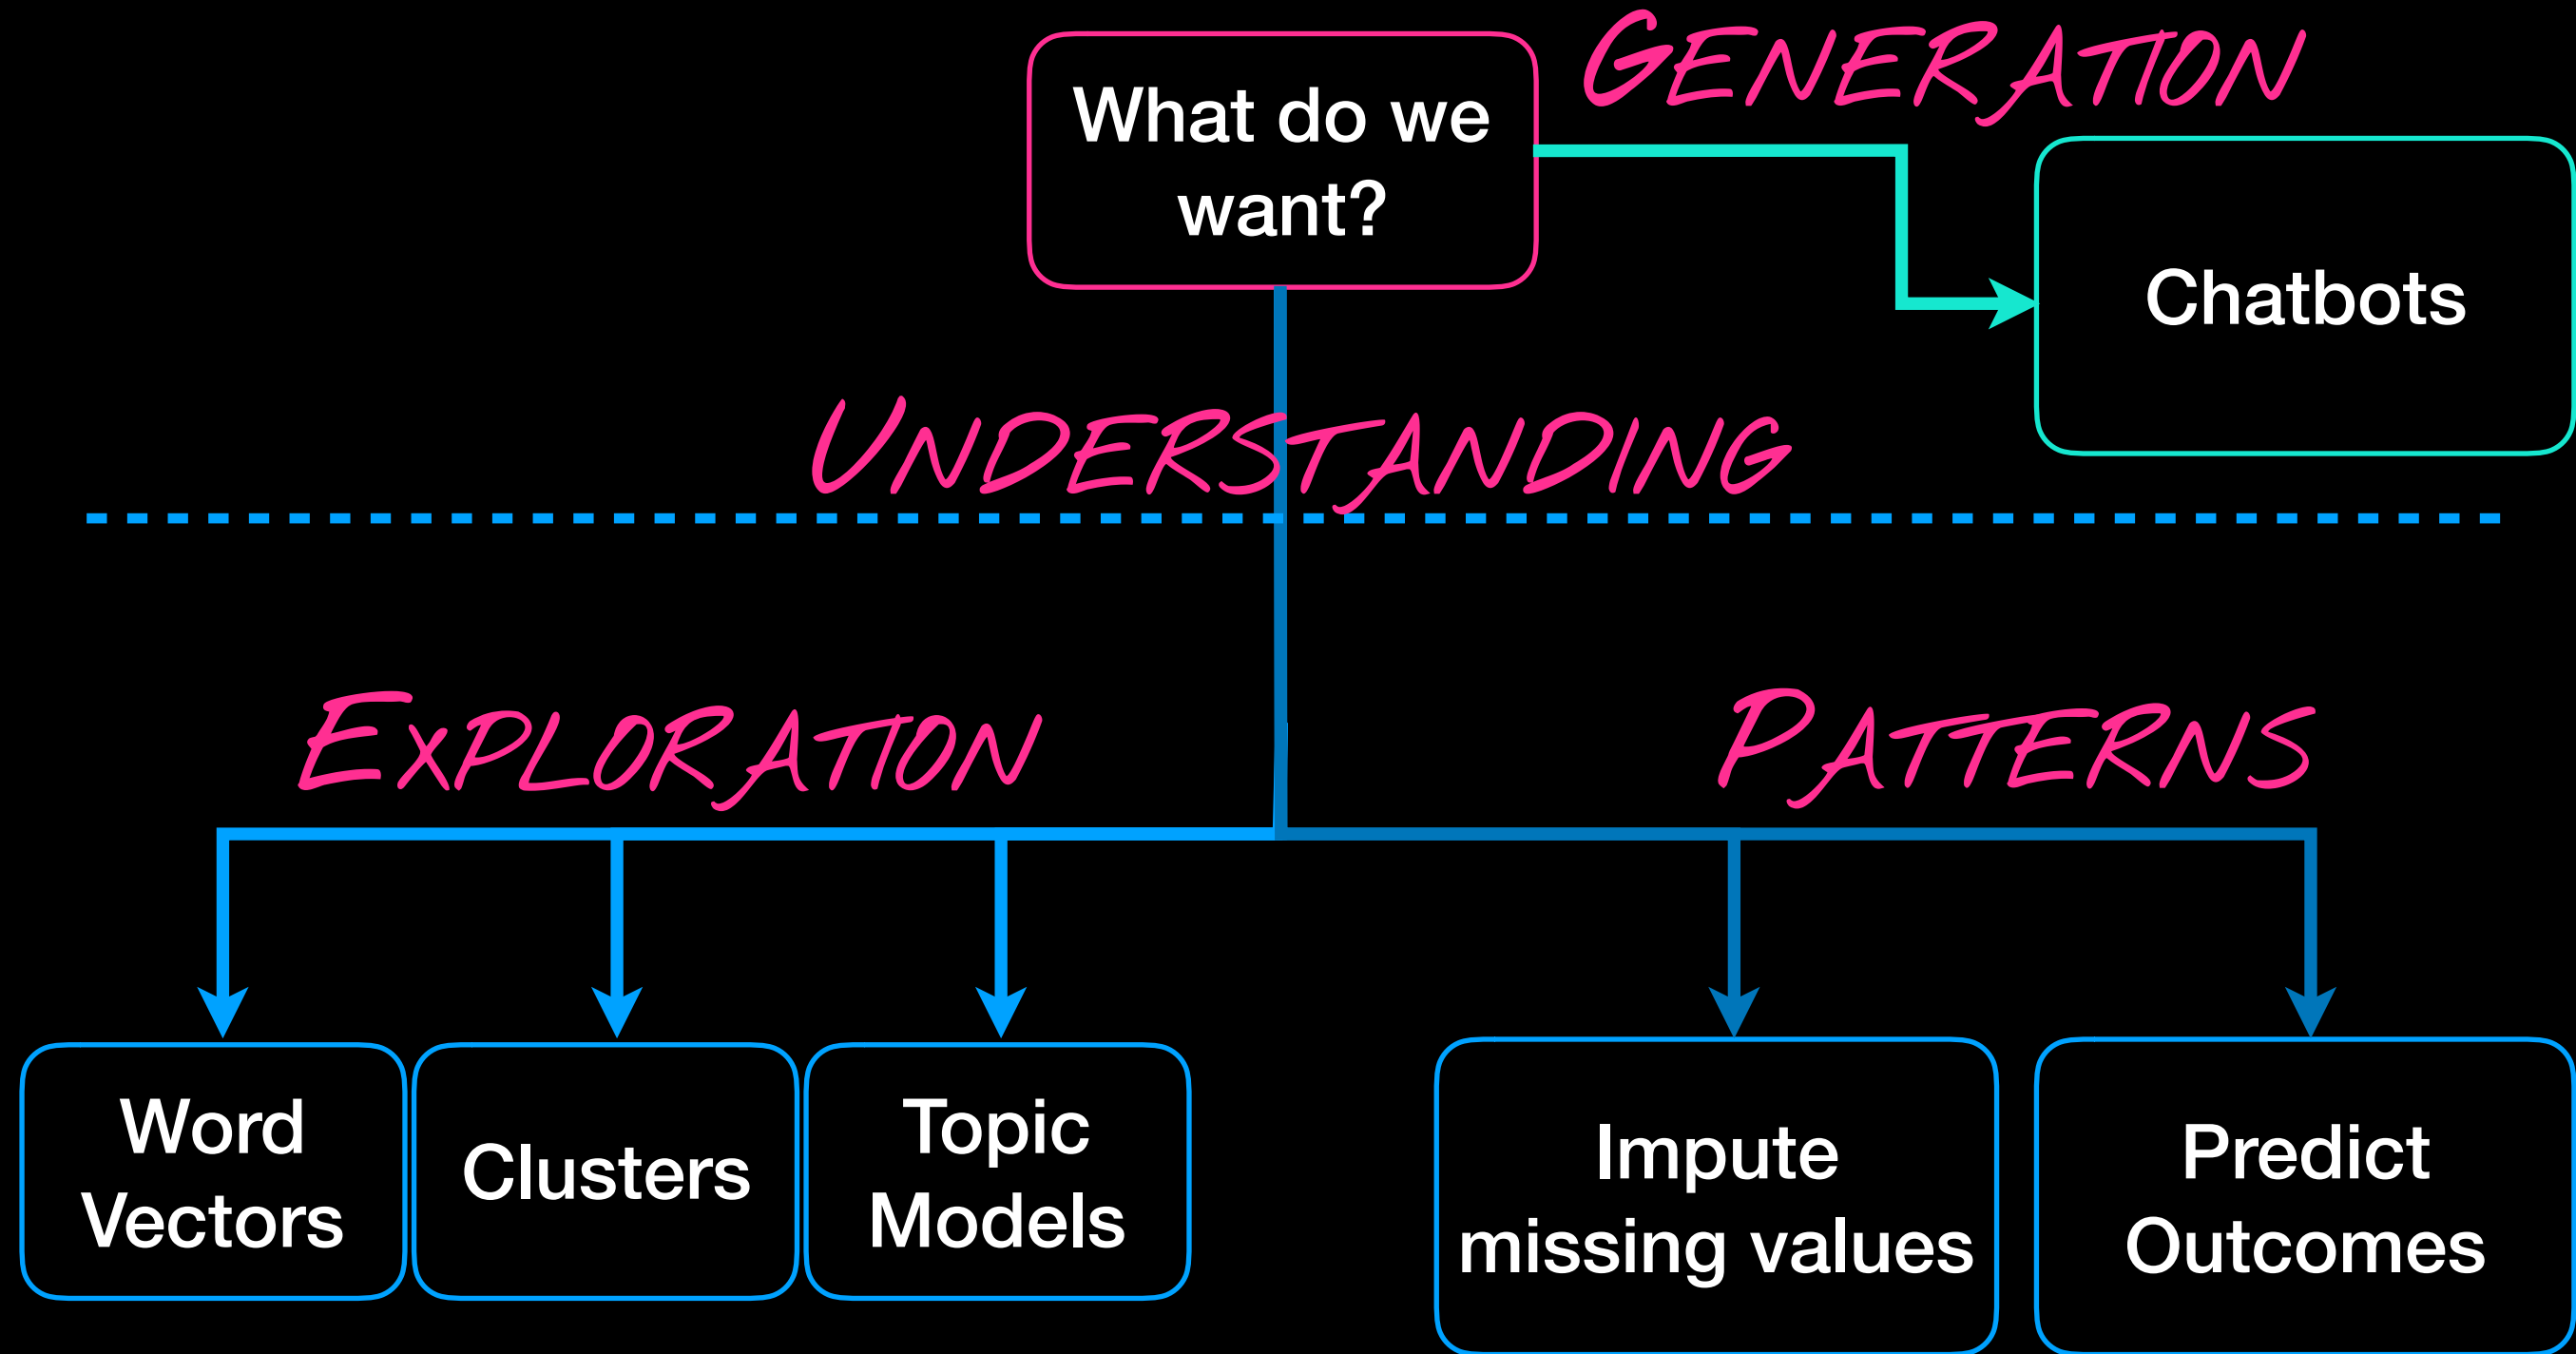 GENERATION
What do we
want?
Chatbots
UNDERSTANDING
EXPLORATION
PATTERNS
Word
Vectors
Clusters
Topic
Models
Impute
missing values
Predict
Outcomes